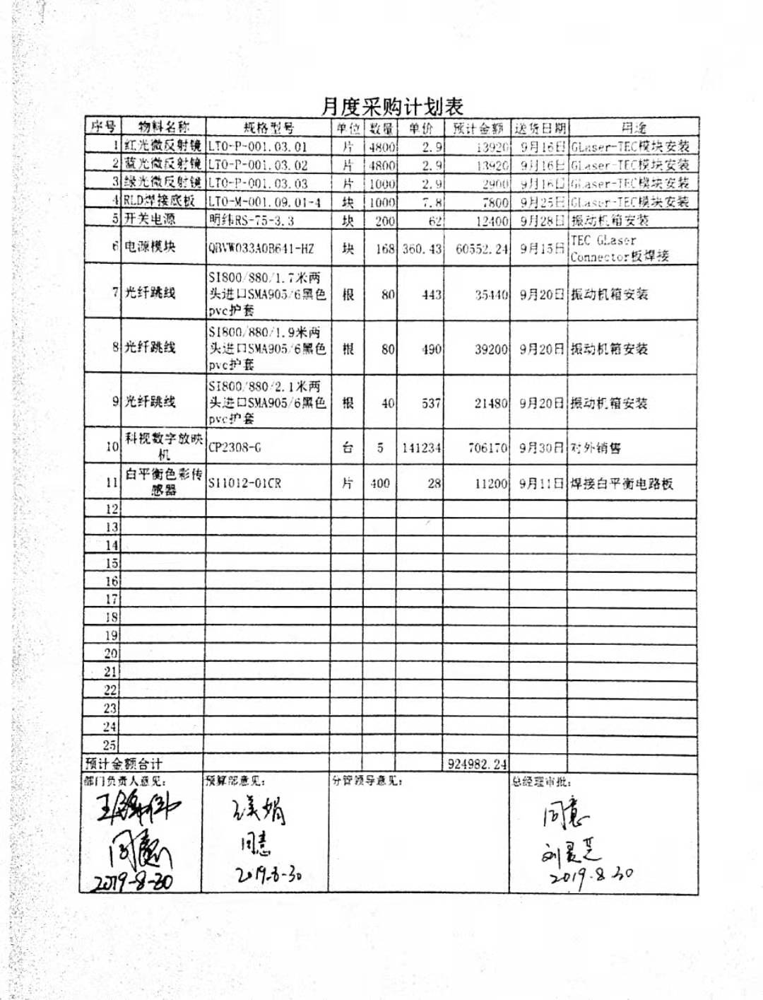 月度采购计划表
序号 物料名称 规格型号 单位 数量 单价 预计金额 送货日期 用途
1 红光微反射镜 LTO-P-001.03.01 片 4800 2.9 13920 9月16日 GLaser-TEC模块安装
2 蓝光微反射镜 LTO-P-001.03.02 片 4800 2.9 13920 9月16日 GLaser-TEC模块安装
3 绿光微反射镜 LTO-P-001.03.03 片 1000 2.9 2900 9月16日 GLaser-TEC模块安装
4 RLD焊接底板 LTO-M-001.09.01-4 块 1000 7.8 7800 9月25日 GLaser-TEC模块安装
5 开关电源 明纬RS-75-3.3 块 200 62 12400 9月28日 振动机箱安装
6 电源模块 QBVW033A0B641-HZ 块 168 360.43 60552.24 9月15日 TEC GLaser
Connector板焊接
7 光纤跳线 SI800/880/1.7米两
头进口SMA905/6黑色
pvc护套 根 80 443 35440 9月20日 振动机箱安装
8 光纤跳线 SI800/880/1.9米两
头进口SMA905/6黑色
pvc护套 根 80 490 39200 9月20日 振动机箱安装
9 光纤跳线 SI800/880/2.1米两
头进口SMA905/6黑色
pvc护套 根 40 537 21480 9月20日 振动机箱安装
10 科视数字放映
机 CP2308-G 台 5 141234 706170 9月30日 对外销售
11 白平衡色彩传
感器 S11012-01CR 片 400 28 11200 9月11日 焊接白平衡电路板
12
13
14
15
16
17
18
19
20
21
22
23
24
25
预计金额合计 924982.24
部门负责人意见: 预算部意见: 分管领导意见: 总经理审批:
同意
2019-8-30
同意
2019-8-30
同意
2019.8.30